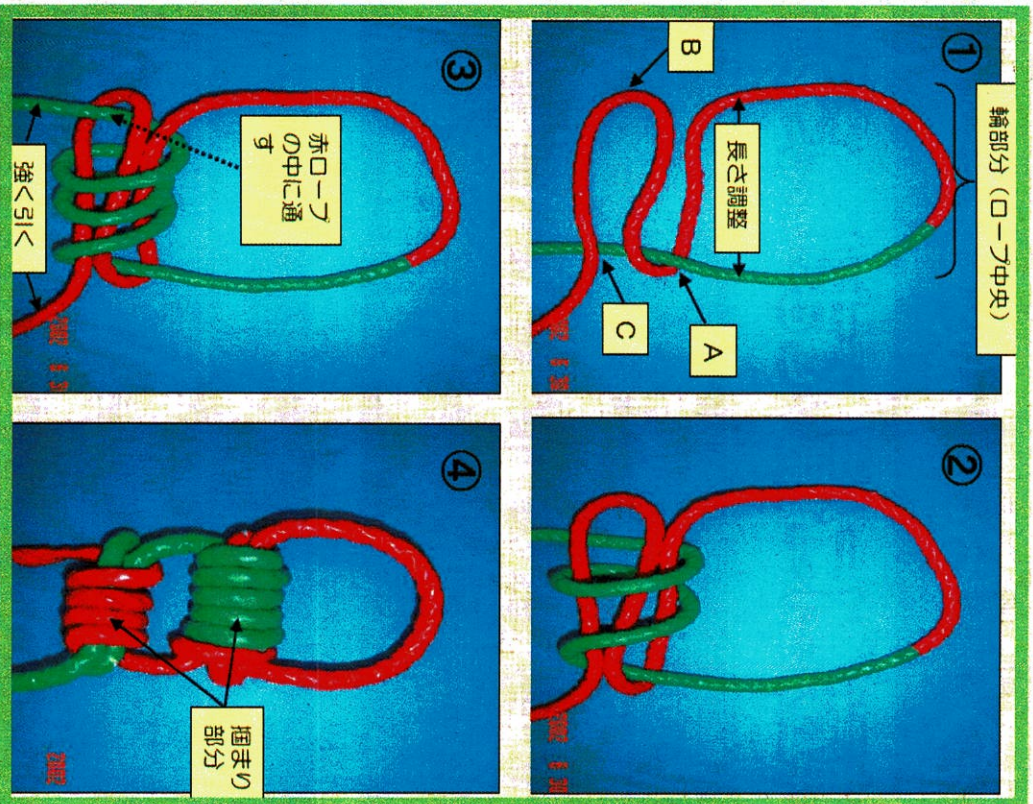 輪部分（ロープ中央）
①
B
長さ調整
A
C
②
③
赤ロープ
の中に通
す
強く引く
④
掴まり
部分